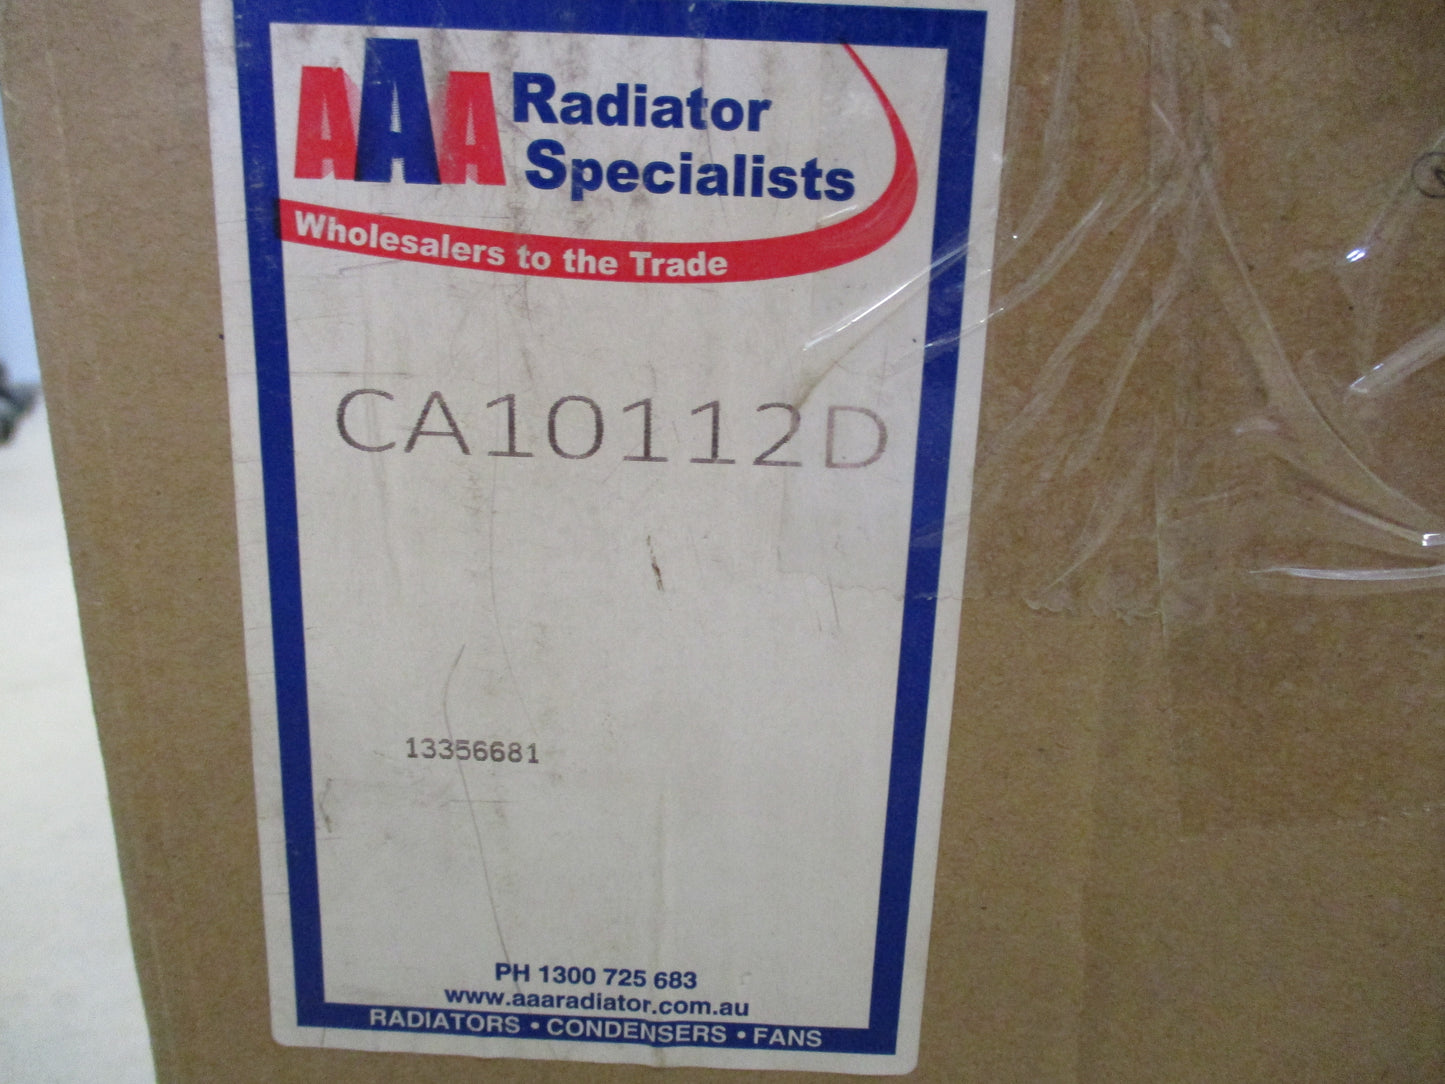 AAA Radiator
Specialists
Wholesalers to the Trade
CA10112D
13356681
PH 1300 725 683
www.aaaradiator.com.au
RADIATORS • CONDENSERS • FANS